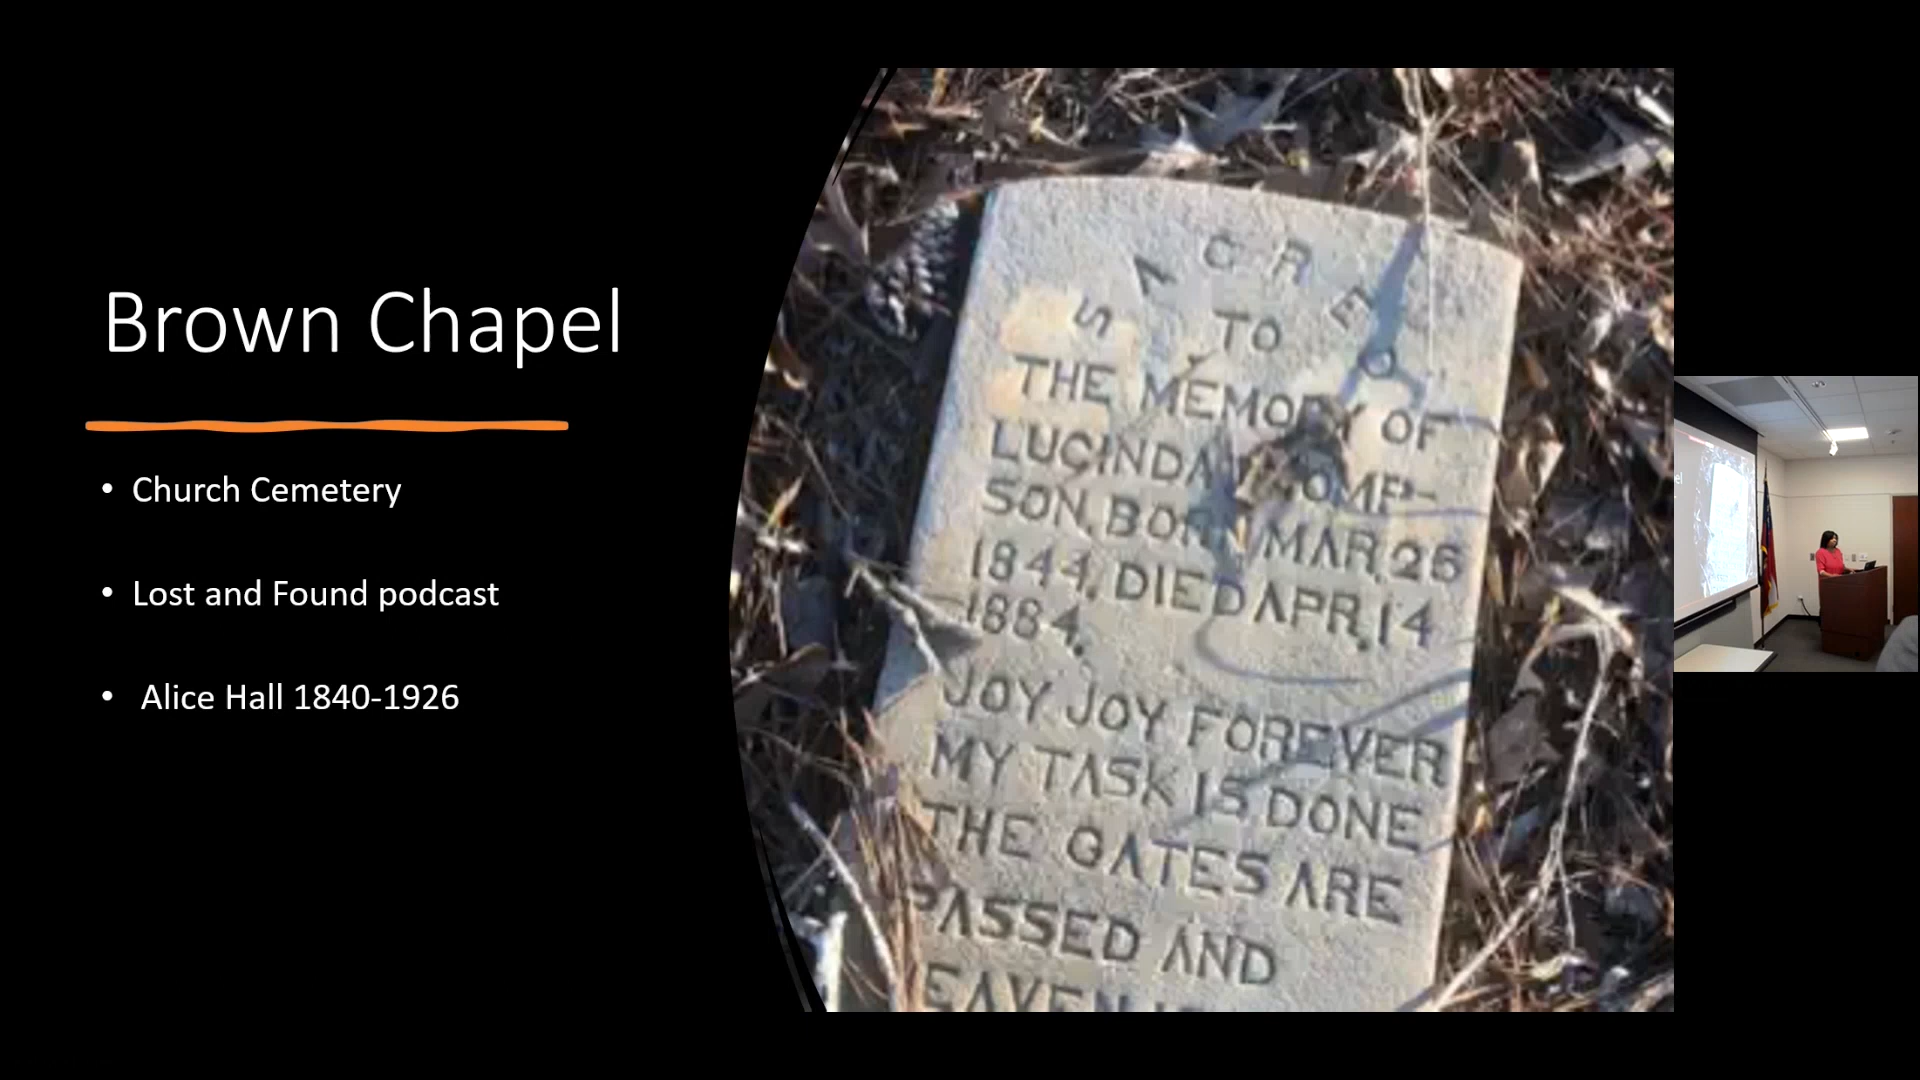 Brown Chapel
• Church Cemetery
• Lost and Found podcast
• Alice Hall 1840-1926
SACRED
TO
THE MEMORY OF
LUCINDA
SON, BORN MAR, 26
1844, DIED APR, 14
1884.
JOY JOY FOREVER
MY TASK IS DONE
THE GATES ARE
PASSED AND